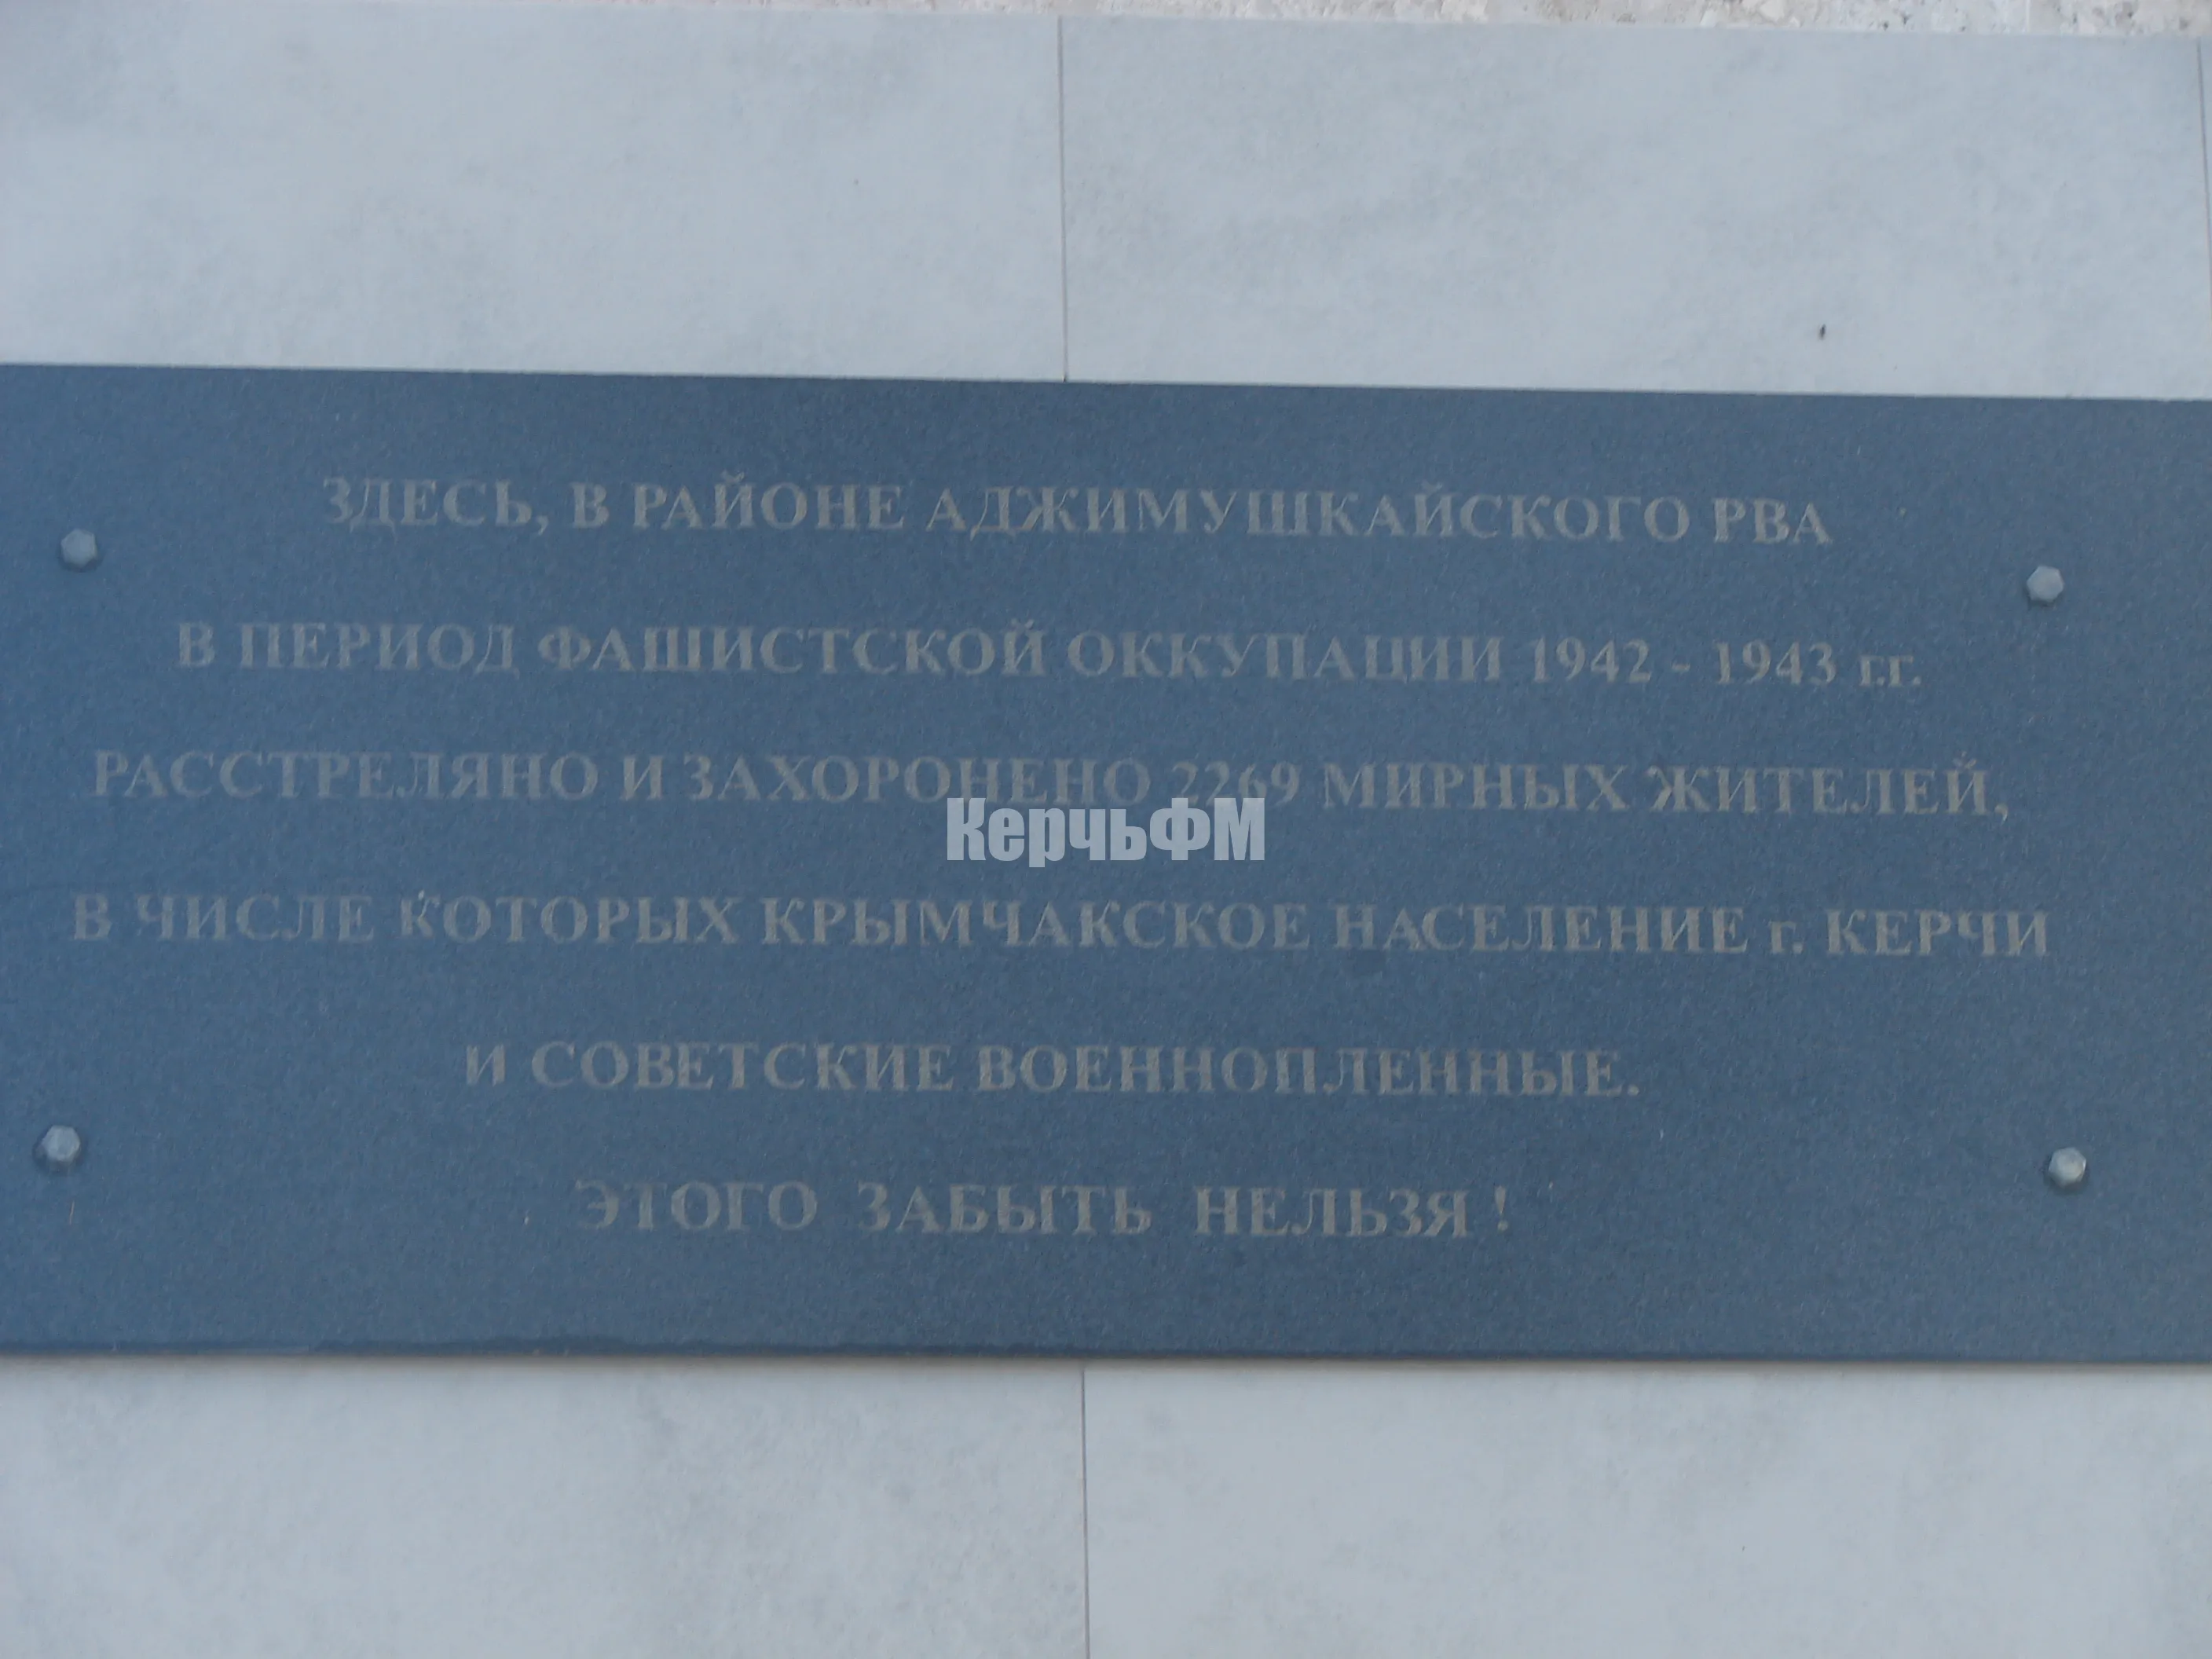 ЗДЕСЬ, В РАЙОНЕ АДЖИМУШКАЙСКОГО РВА
В ПЕРИОД ФАШИСТСКОЙ ОККУПАЦИИ 1942 - 1943 г.г.
РАССТРЕЛЯНО И ЗАХОРОНЕНО 2269 МИРНЫХ ЖИТЕЛЕЙ,
КерчьФМ
В ЧИСЛЕ КОТОРЫХ КРЫМЧАКСКОЕ НАСЕЛЕНИЕ г. КЕРЧИ
И СОВЕТСКИЕ ВОЕННОПЛЕННЫЕ.
ЭТОГО ЗАБЫТЬ НЕЛЬЗЯ !